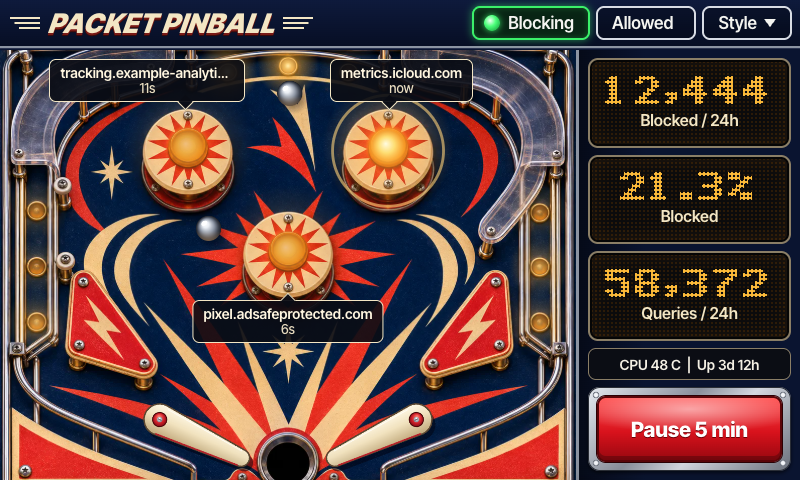 PACKET PINBALL
Blocking
Allowed
Style
tracking.example-analyti...
11s
metrics.icloud.com
now
pixel.adsafeprotected.com
6s
12,444
Blocked / 24h
21.3%
Blocked
58,372
Queries / 24h
CPU 48 C | Up 3d 12h
Pause 5 min